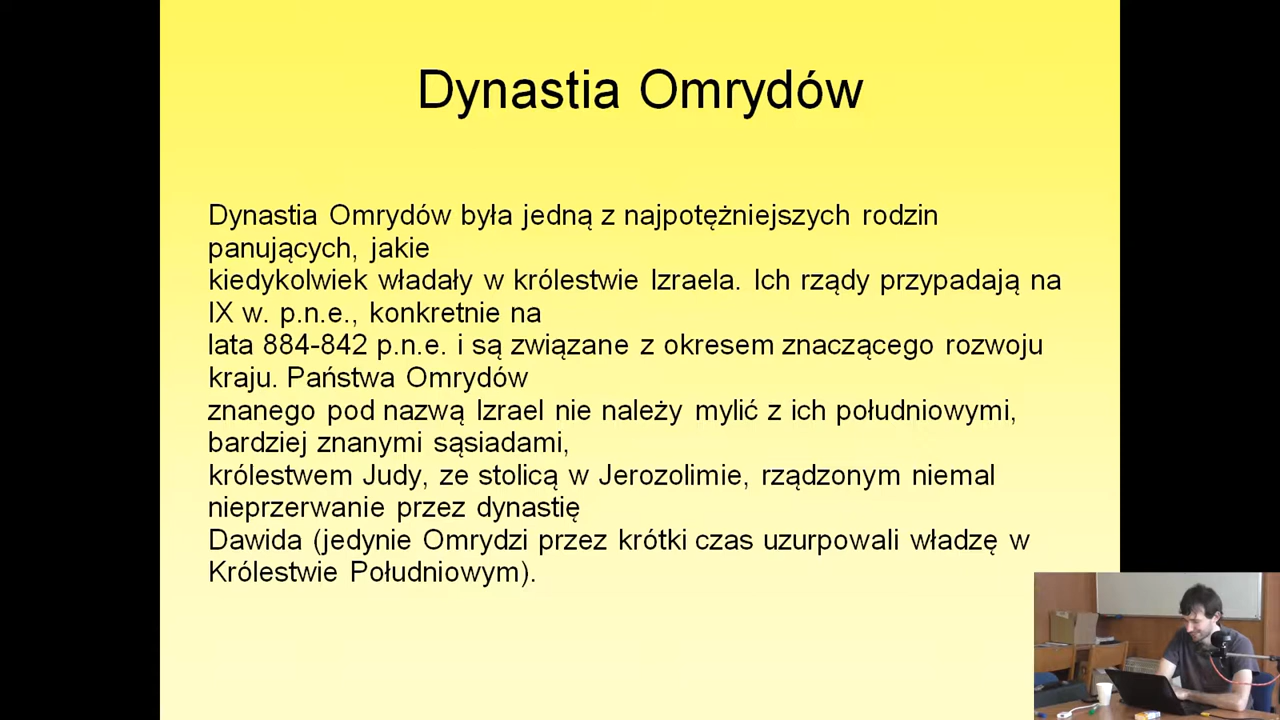 Dynastia Omrydów
Dynastia Omrydów była jedną z najpotężniejszych rodzin
panujących, jakie
kiedykolwiek władały w królestwie Izraela. Ich rządy przypadają na
IX w. p.n.e., konkretnie na
lata 884-842 p.n.e. i są związane z okresem znaczącego rozwoju
kraju. Państwa Omrydów
znanego pod nazwą Izrael nie należy mylić z ich południowymi,
bardziej znanymi sąsiadami,
królestwem Judy, ze stolicą w Jerozolimie, rządzonym niemal
nieprzerwanie przez dynastię
Dawida (jedynie Omrydzi przez krótki czas uzurpowali władzę w
Królestwie Południowym).